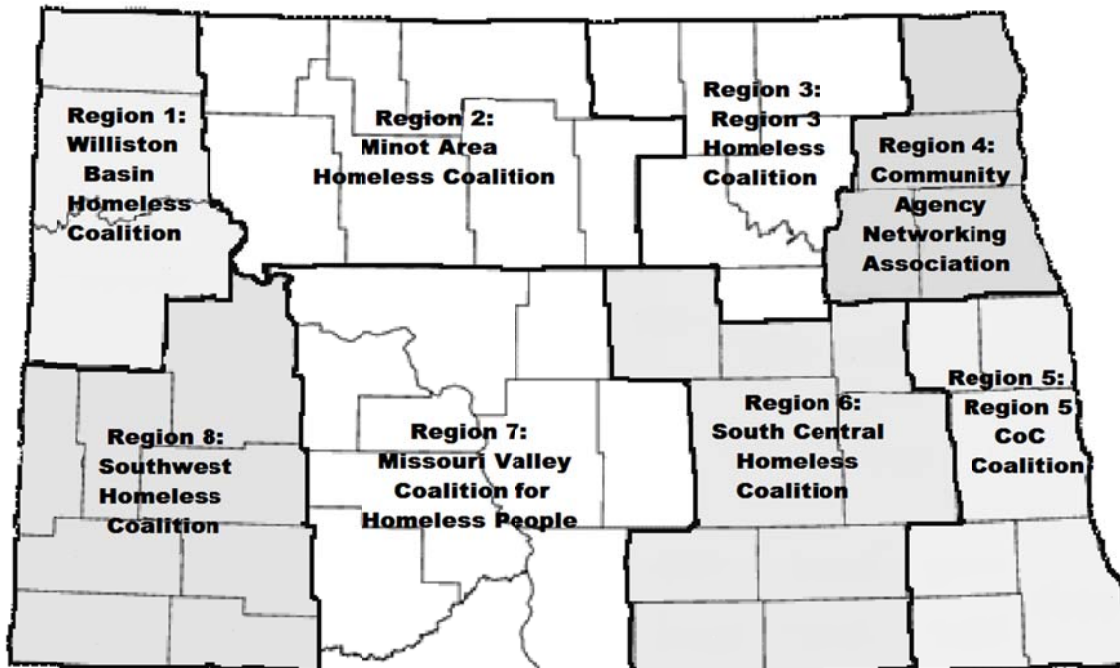 Region 1:
Williston
Basin
Homeless
Coalition
Region 2:
Minot Area
Homeless Coalition
Region 3:
Region 3
Homeless
Coalition
Region 4:
Community
Agency
Networking
Association
Region 8:
Southwest
Homeless
Coalition
Region 7:
Missouri Valley
Coalition for
Homeless People
Region 6:
South Central
Homeless
Coalition
Region 5:
Region 5
CoC
Coalition